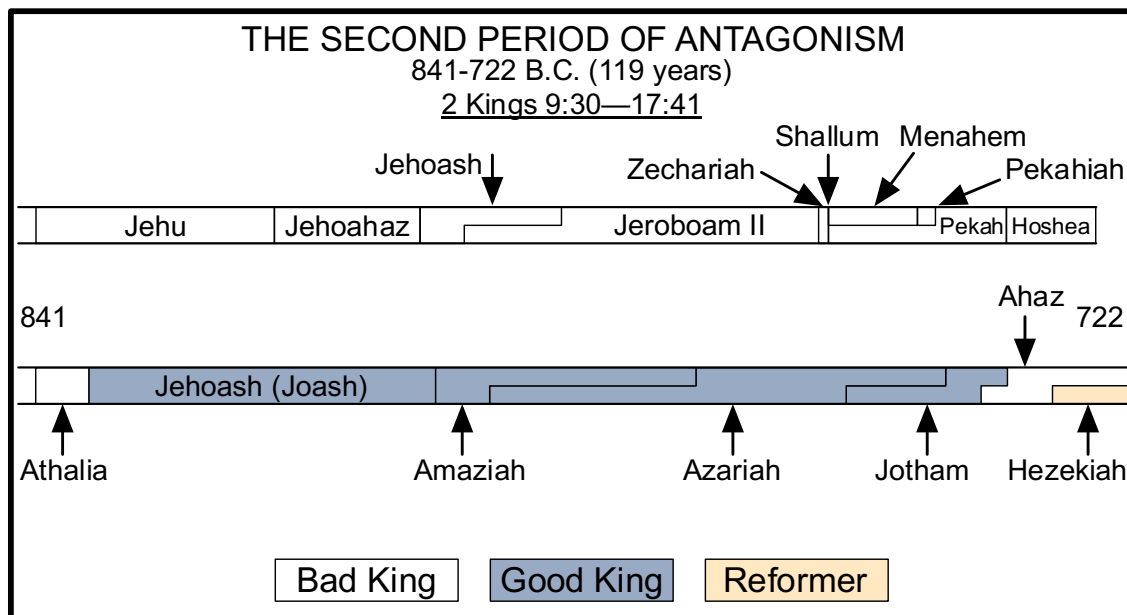 THE SECOND PERIOD OF ANTAGONISM
841-722 B.C. (119 years)
2 Kings 9:30—17:41
Shallum Menahem
Jehoash Zechariah Pekahiah
Jehu Jehoahaz Jeroboam II Pekah Hoshea
Ahaz
841 722
Jehoash (Joash)
Athalia Amaziah Azariah Jotham Hezekiah
Bad King Good King Reformer